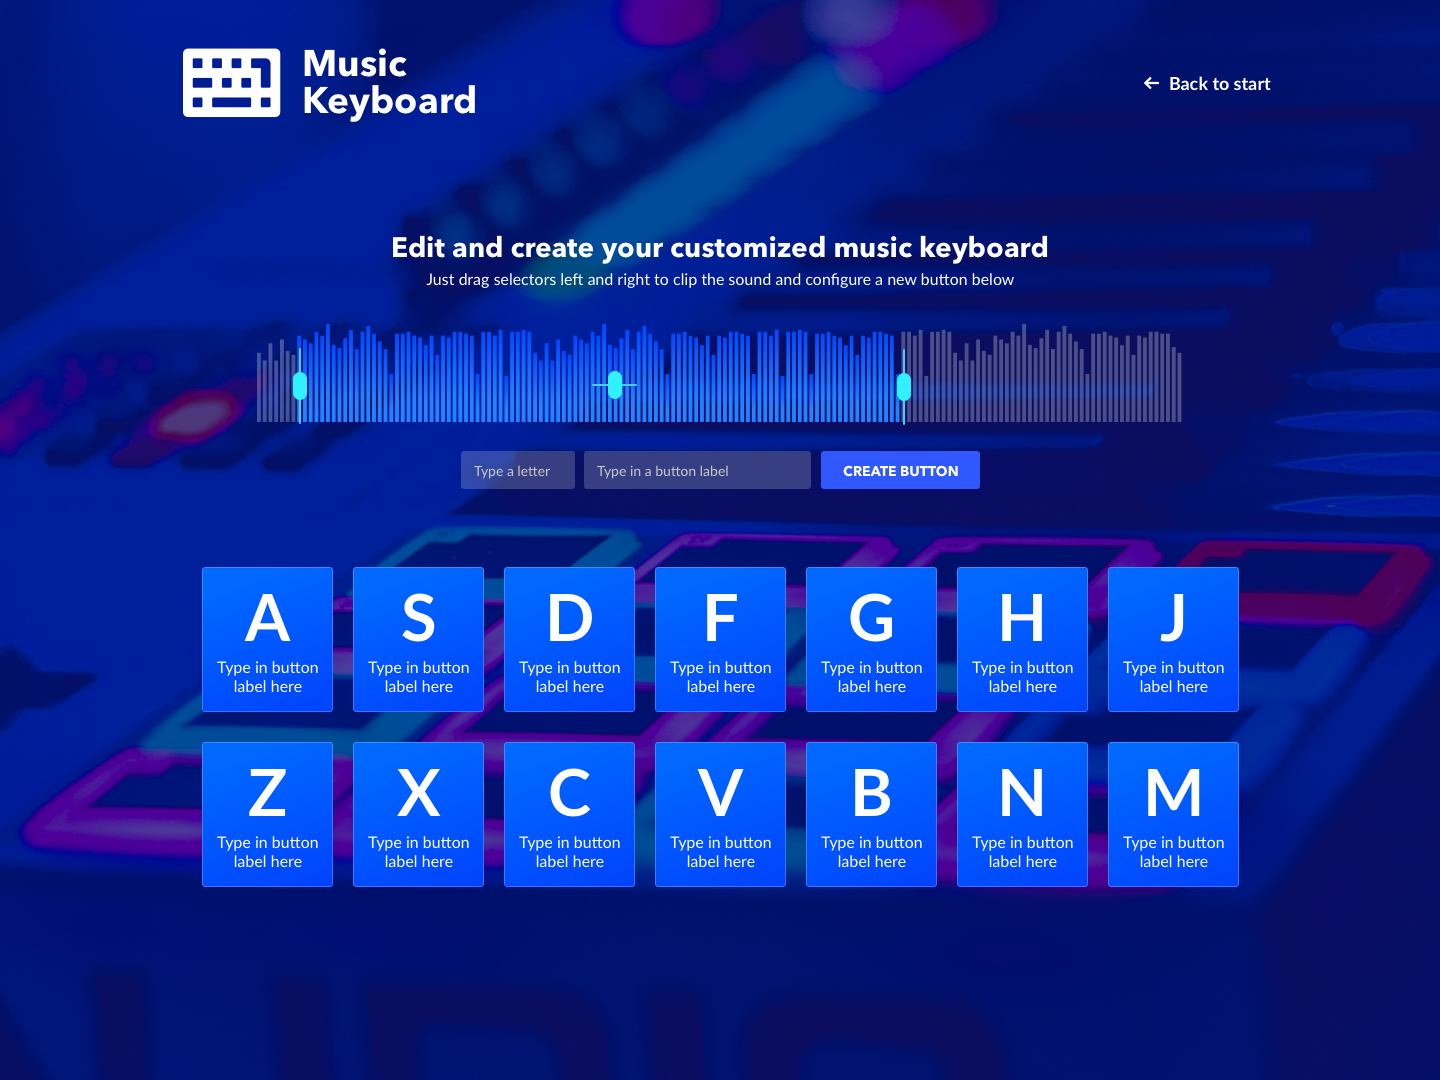 Music
Keyboard
Back to start
Edit and create your customized music keyboard
Just drag selectors left and right to clip the sound and configure a new button below
Type a letter
Type in a button label
CREATE BUTTON
A
S
D
F
G
H
J
Type in button
label here
Type in button
label here
Type in button
label here
Type in button
label here
Type in button
label here
Type in button
label here
Type in button
label here
Z
X
C
V
B
N
M
Type in button
label here
Type in button
label here
Type in button
label here
Type in button
label here
Type in button
label here
Type in button
label here
Type in button
label here